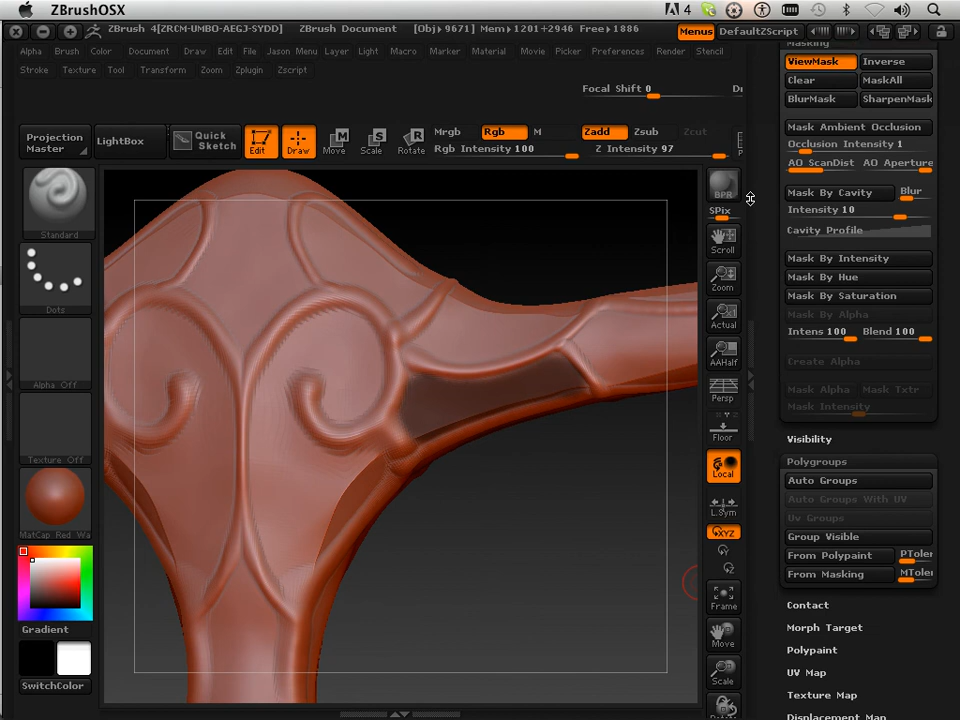 ZBrushOSX
4
ZBrush 4[ZRCM-UMBO-AEGJ-SYDD] ZBrush Document [Obj▸9671] Mem▸1201+2946 Free▸1886 Menus DefaultZScript
Alpha Brush Color Document Draw Edit File Jason Menu Layer Light Macro Marker Material Movie Picker Preferences Render Stencil
Stroke Texture Tool Transform Zoom Zplugin Zscript
Focal Shift 0
Projection Master
LightBox
Quick Sketch
Edit Draw Move Scale Rotate
Mrgb Rgb M Zadd Zsub Zcut
Rgb Intensity 100 Z Intensity 97
Standard
Dots
Alpha Off
Texture Off
MatCap Red Wa
Gradient
SwitchColor
BPR
SPix
Scroll
Zoom
Actual
AAHalf
Persp
Floor
Local
L.Sym
XYZ
Frame
Move
Scale
Masking
ViewMask Inverse
Clear MaskAll
BlurMask SharpenMask
Mask Ambient Occlusion
Occlusion Intensity 1
AO ScanDist AO Aperture
Mask By Cavity Blur
Intensity 10
Cavity Profile
Mask By Intensity
Mask By Hue
Mask By Saturation
Mask By Alpha
Intens 100 Blend 100
Create Alpha
Mask Alpha Mask Txtr
Mask Intensity
Visibility
Polygroups
Auto Groups
Auto Groups With UV
Uv Groups
Group Visible
From Polypaint PToler
From Masking MToler
Contact
Morph Target
Polypaint
UV Map
Texture Map
Displacement Map